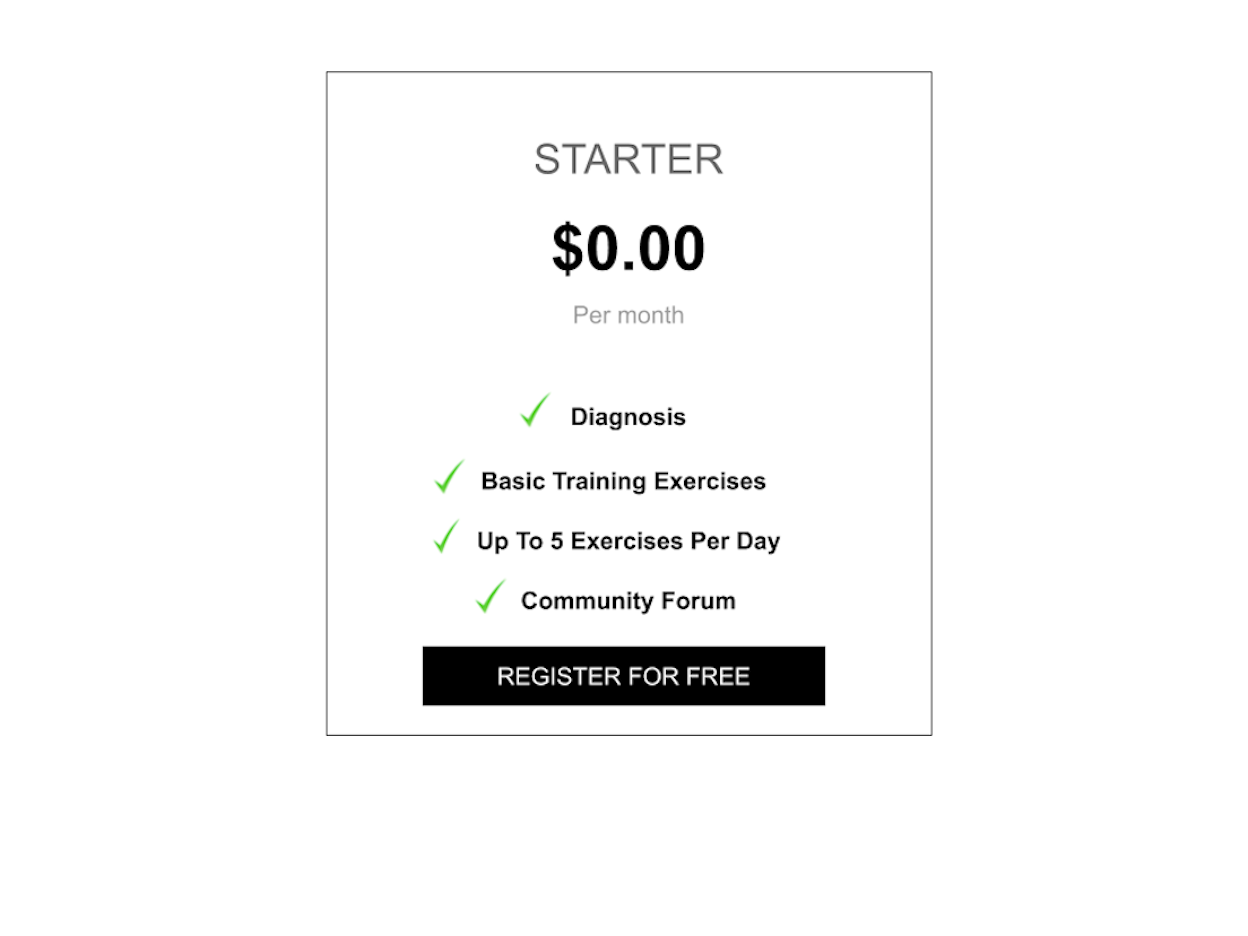 STARTER
$0.00
Per month
Diagnosis
Basic Training Exercises
Up To 5 Exercises Per Day
Community Forum
REGISTER FOR FREE